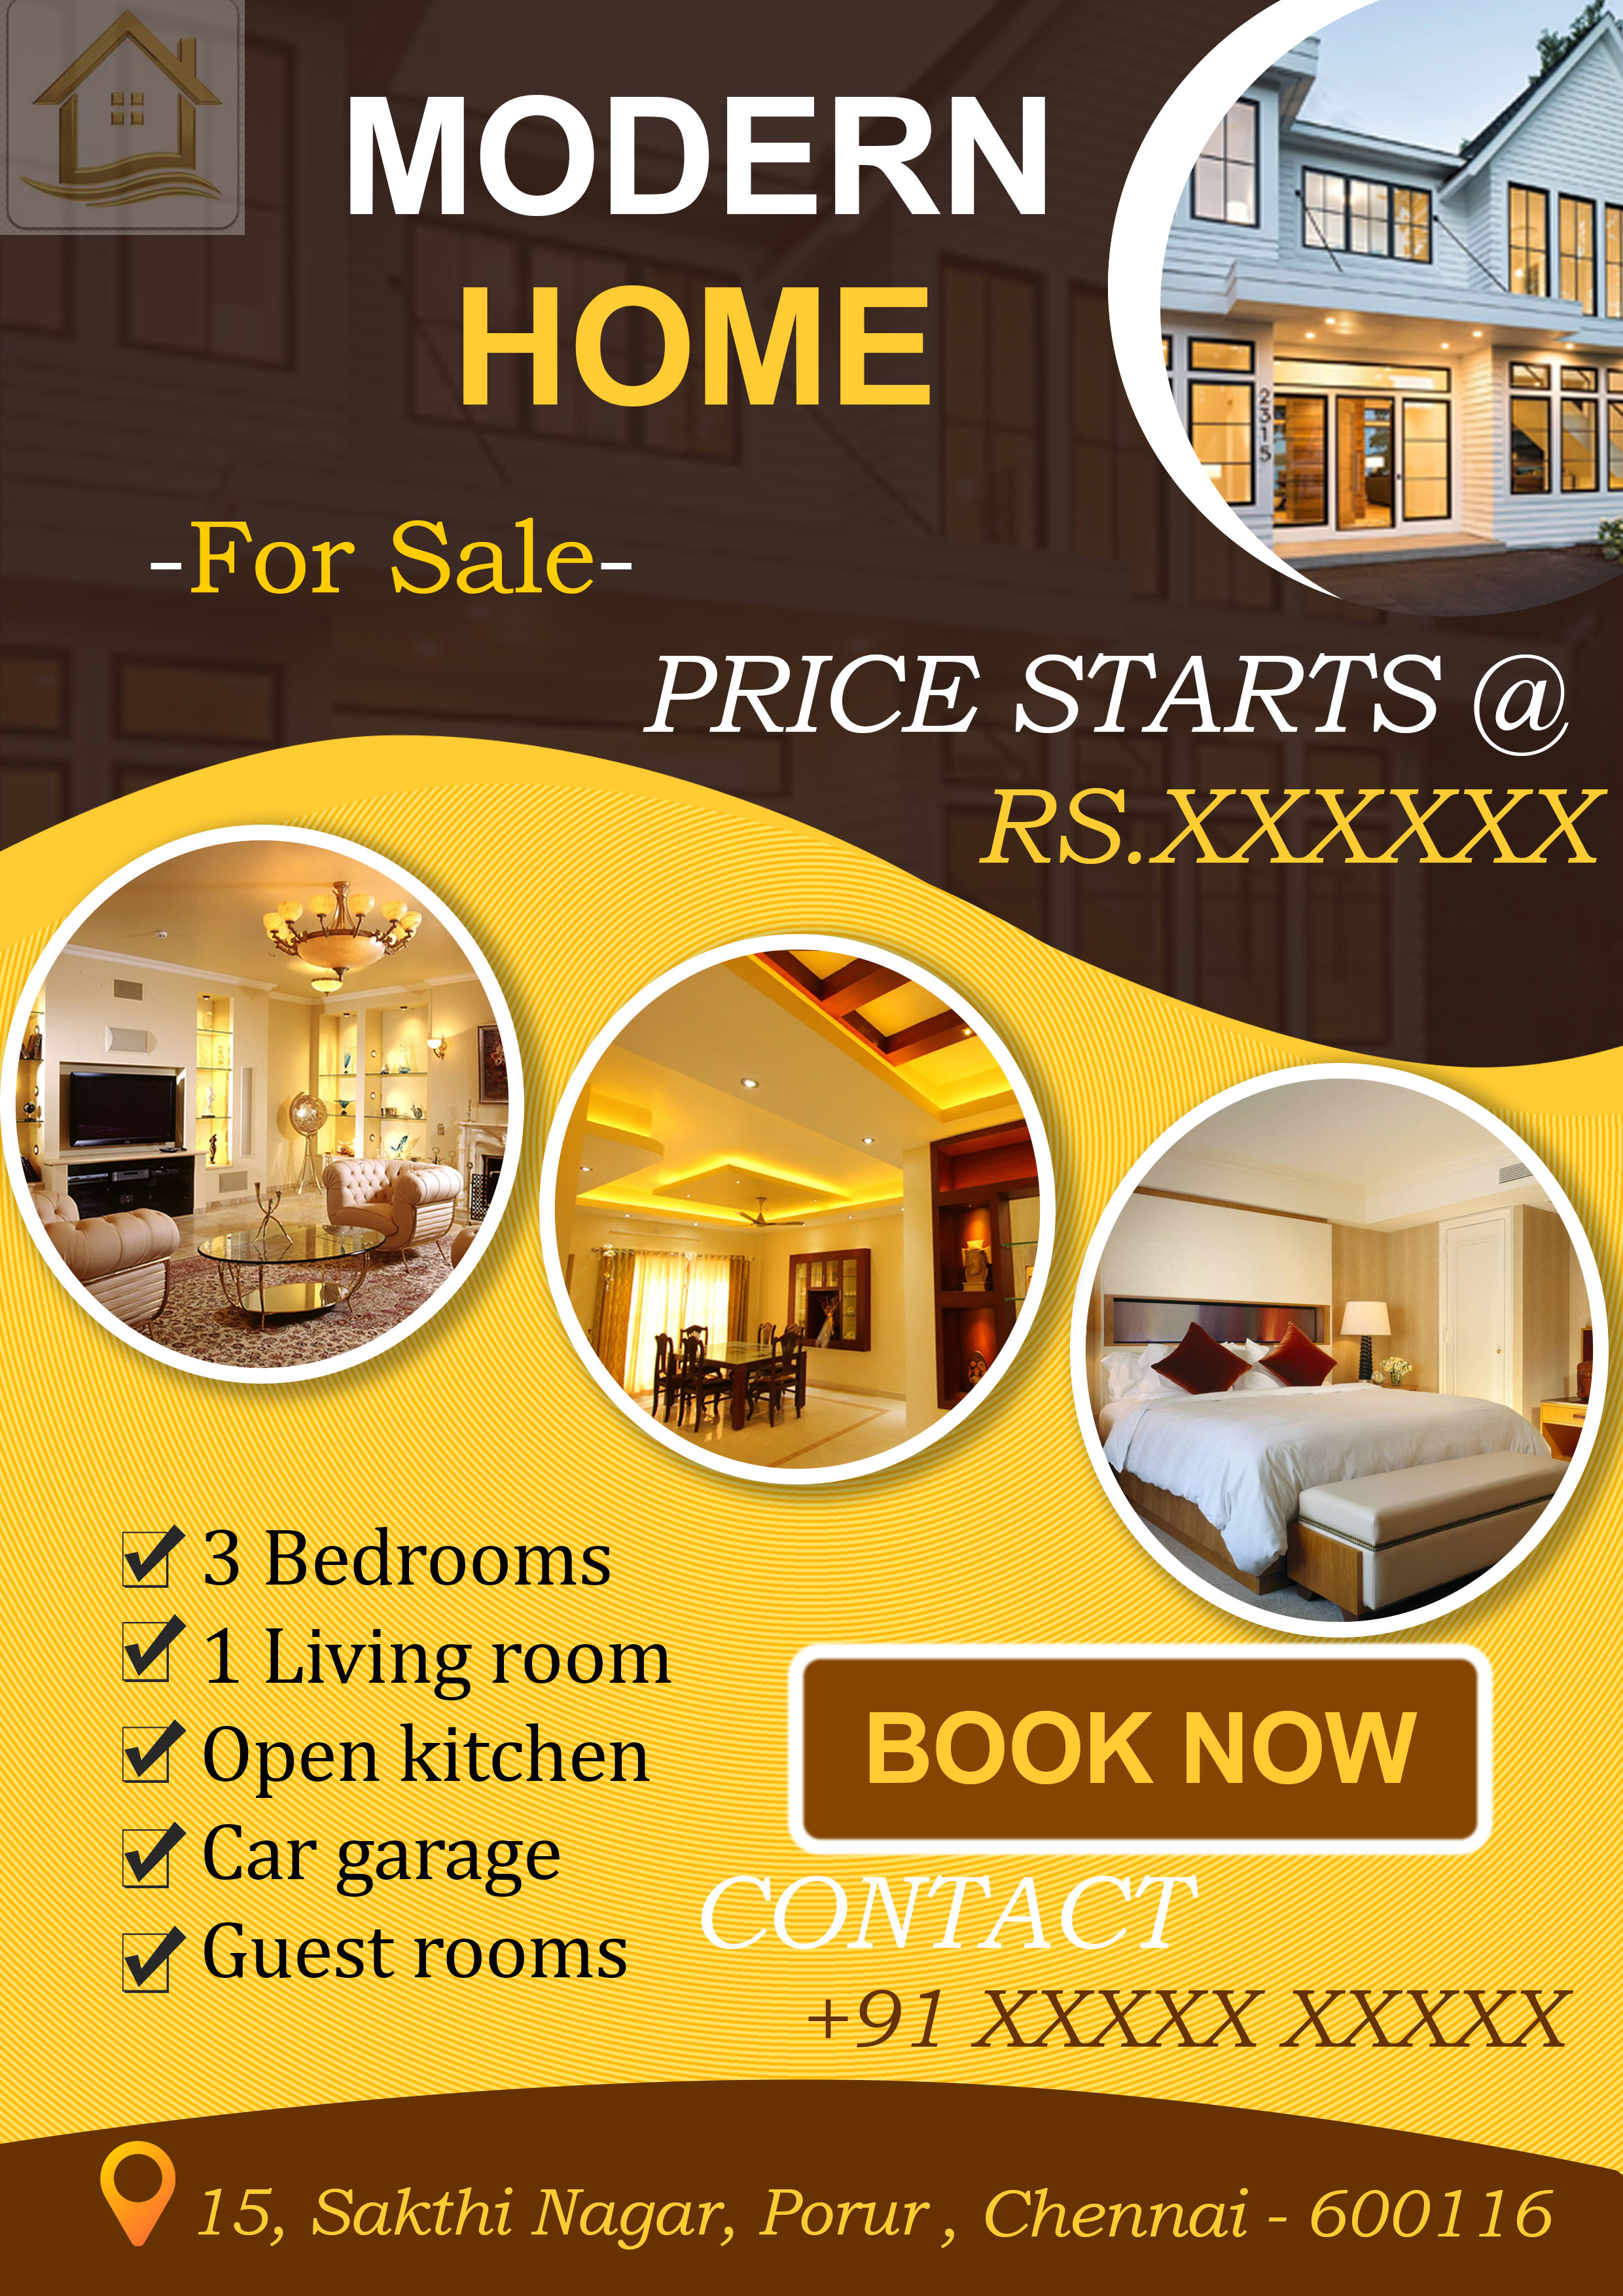 MODERN
HOME
-For Sale-
PRICE STARTS @
RS.XXXXXX
2315
3 Bedrooms
1 Living room
Open kitchen
Car garage
Guest rooms
BOOK NOW
CONTACT
+91 XXXXX XXXXX
15, Sakthi Nagar, Porur , Chennai - 600116